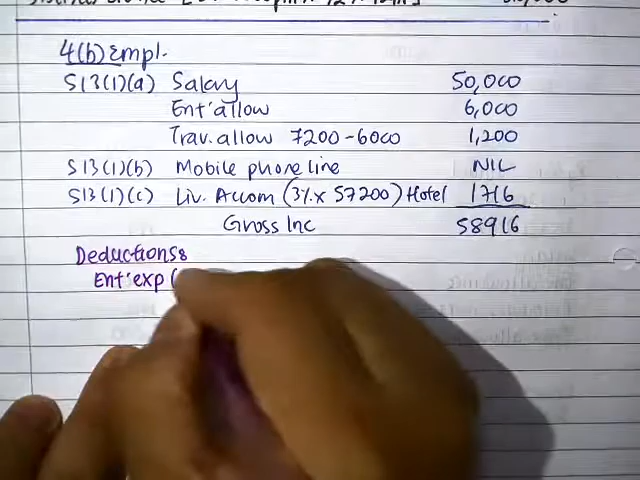 4(b) Empl.
S13(1)(a) Salary 50,000
Ent' allow 6,000
Trav. allow 7200 - 6000 1,200
S13(1)(b) Mobile phone line NIL
S13(1)(c) Liv. Accom (3% x 57200) Hotel 1716
Gross Inc 58916
Deductions:
Ent' exp (